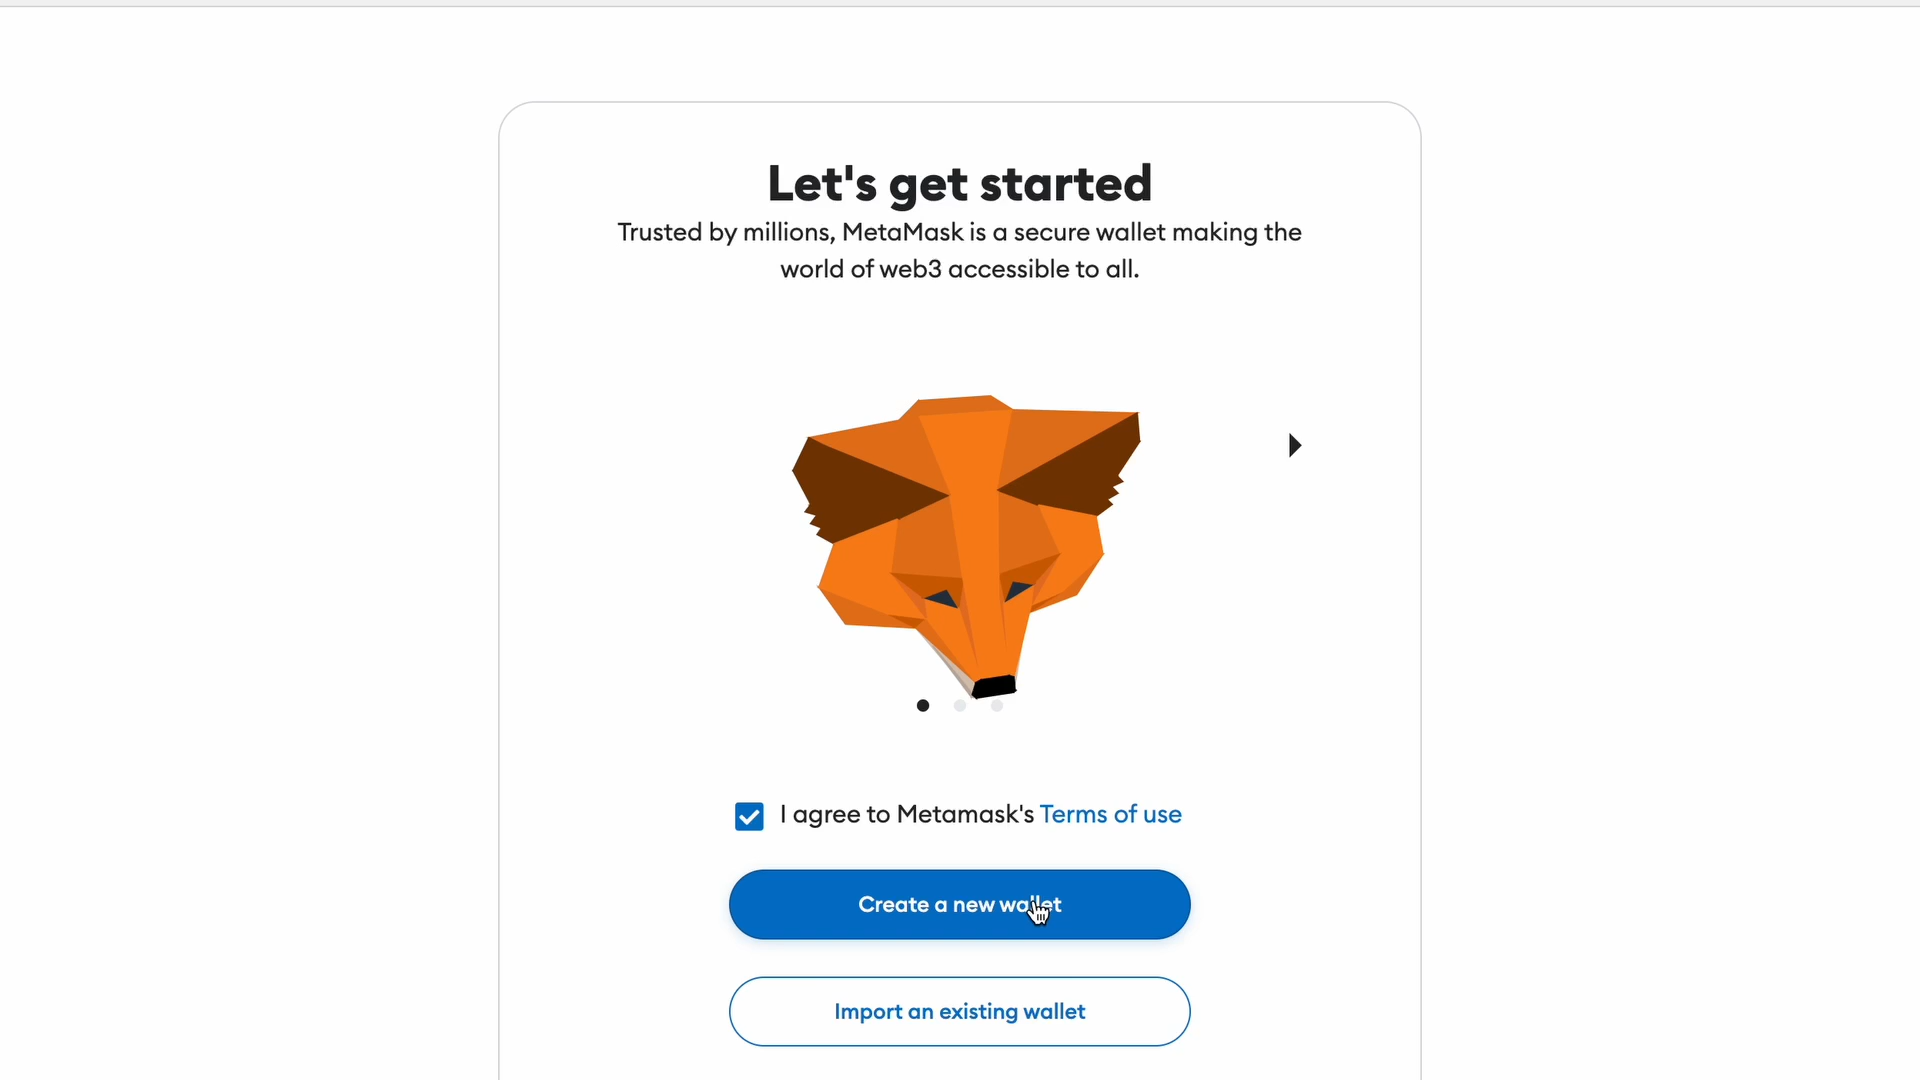 Let's get started
Trusted by millions, MetaMask is a secure wallet making the
world of web3 accessible to all.
I agree to Metamask's Terms of use
Create a new wallet
Import an existing wallet